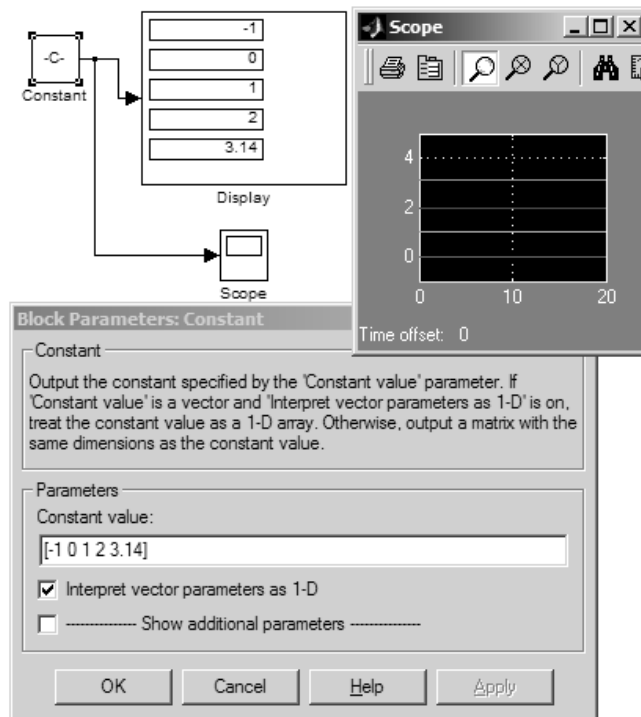 -C-
Constant
-1
0
1
2
3.14
Display
Scope
Scope
4
2
0
0
10
20
Time offset: 0
Block Parameters: Constant
Constant
Output the constant specified by the 'Constant value' parameter. If
'Constant value' is a vector and 'Interpret vector parameters as 1-D' is on,
treat the constant value as a 1-D array. Otherwise, output a matrix with the
same dimensions as the constant value.
Parameters
Constant value:
[-1 0 1 2 3.14]
Interpret vector parameters as 1-D
--------------- Show additional parameters ---------------
OK
Cancel
Help
Apply